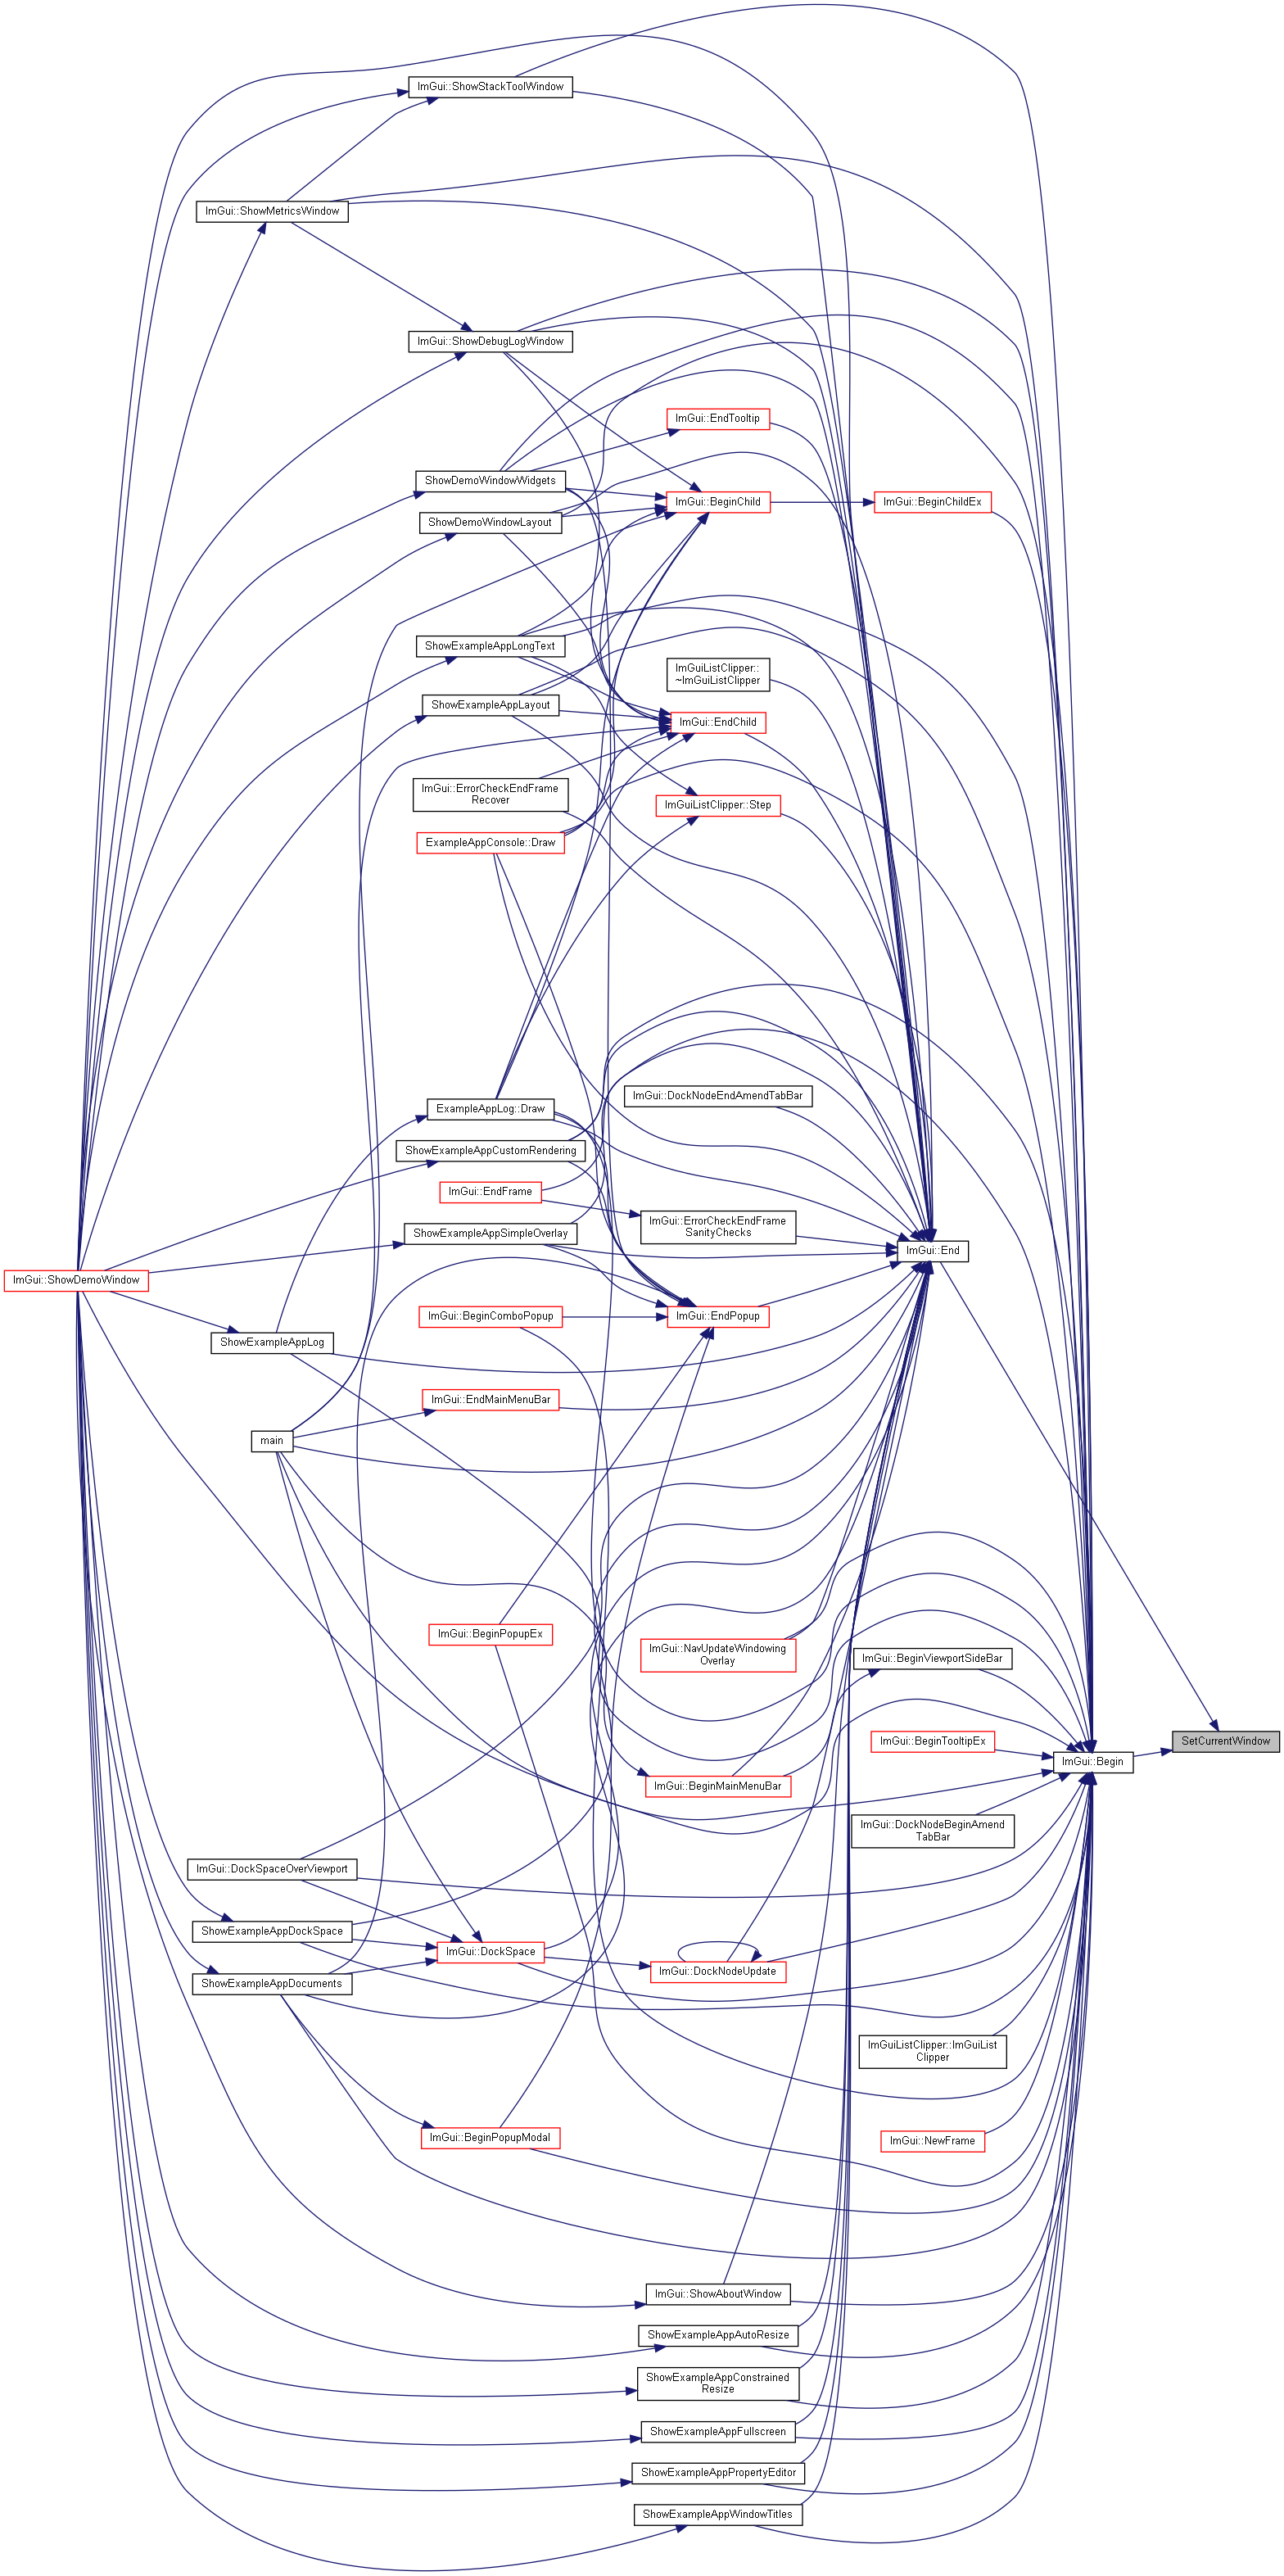 ImGui::ShowStackToolWindow
ImGui::ShowMetricsWindow
ImGui::ShowDebugLogWindow
ImGui::EndTooltip
ShowDemoWindowWidgets
ImGui::BeginChild
ImGui::BeginChildEx
ShowDemoWindowLayout
ShowExampleAppLongText
ImGuiListClipper::
~ImGuiListClipper
ShowExampleAppLayout
ImGui::EndChild
ImGui::ErrorCheckEndFrame
Recover
ImGuiListClipper::Step
ExampleAppConsole::Draw
ImGui::DockNodeEndAmendTabBar
ExampleAppLog::Draw
ShowExampleAppCustomRendering
ImGui::EndFrame
ImGui::ErrorCheckEndFrame
SanityChecks
ShowExampleAppSimpleOverlay
ImGui::End
ImGui::ShowDemoWindow
ImGui::BeginComboPopup
ImGui::EndPopup
ShowExampleAppLog
ImGui::EndMainMenuBar
main
ImGui::BeginPopupEx
ImGui::NavUpdateWindowing
Overlay
ImGui::BeginViewportSideBar
SetCurrentWindow
ImGui::BeginTooltipEx
ImGui::Begin
ImGui::BeginMainMenuBar
ImGui::DockNodeBeginAmend
TabBar
ImGui::DockSpaceOverViewport
ShowExampleAppDockSpace
ImGui::DockSpace
ImGui::DockNodeUpdate
ShowExampleAppDocuments
ImGuiListClipper::ImGuiList
Clipper
ImGui::BeginPopupModal
ImGui::NewFrame
ImGui::ShowAboutWindow
ShowExampleAppAutoResize
ShowExampleAppConstrained
Resize
ShowExampleAppFullscreen
ShowExampleAppPropertyEditor
ShowExampleAppWindowTitles